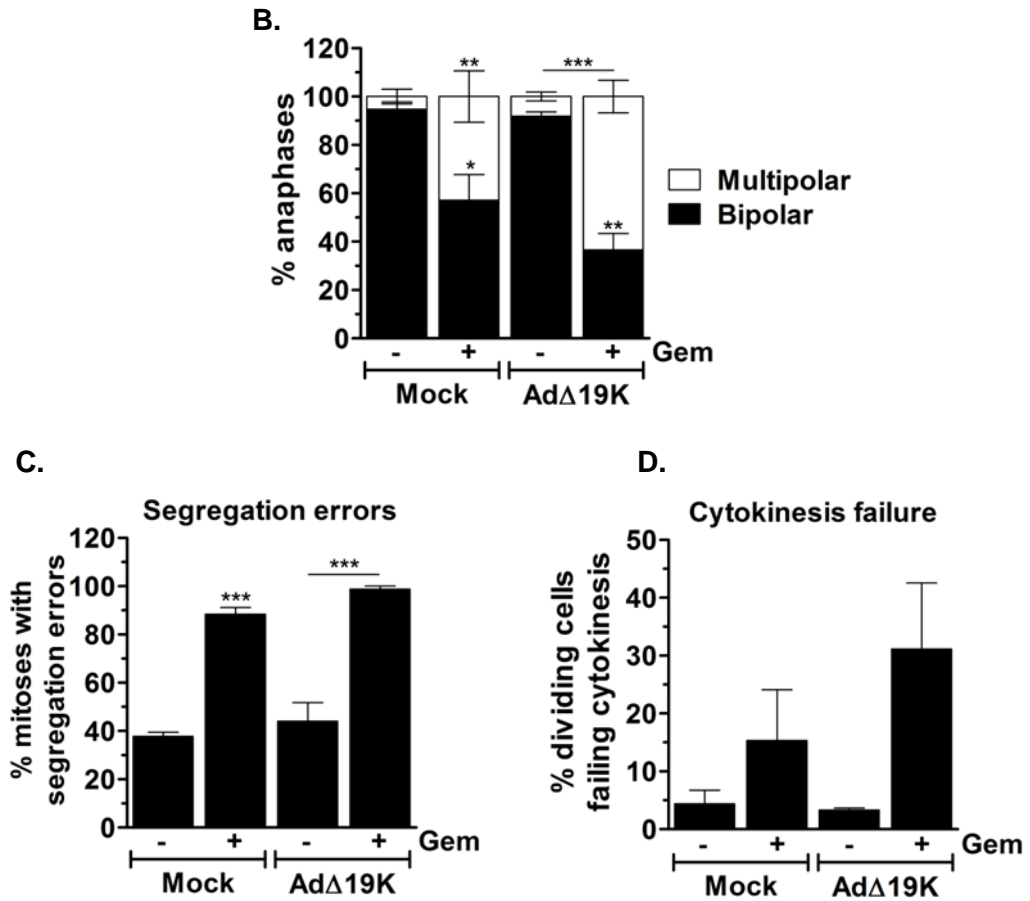 B.
120
100
80
60
40
20
0
% anaphases
**
*
***
**
Multipolar
Bipolar
- + - + Gem
Mock AdΔ19K
C.
Segregation errors
120
100
80
60
40
20
0
% mitoses with
segregation errors
***
***
- + - + Gem
Mock AdΔ19K
D.
Cytokinesis failure
50
40
30
20
10
0
% dividing cells
failing cytokinesis
- + - + Gem
Mock AdΔ19K